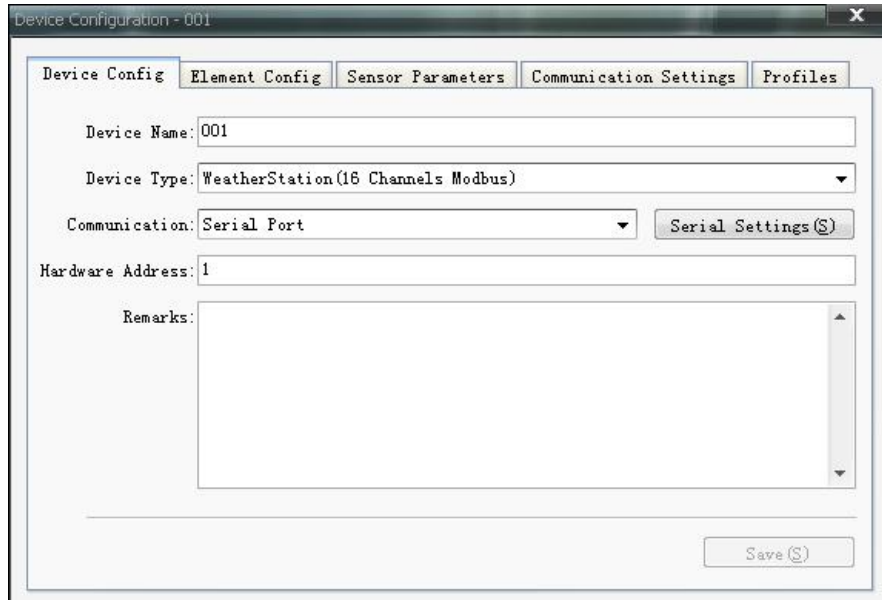 Device Configuration - 001
x
Device Config Element Config Sensor Parameters Communication Settings Profiles
Device Name: 001
Device Type: WeatherStation(16 Channels Modbus)
Communication: Serial Port Serial Settings(S)
Hardware Address: 1
Remarks:
Save(S)